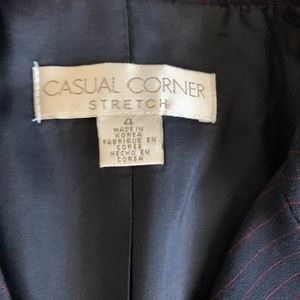 CASUAL CORNER
STRETCH
4
MADE IN
KOREA
FABRIQUE EN
COREE
HECHO EN
COREA